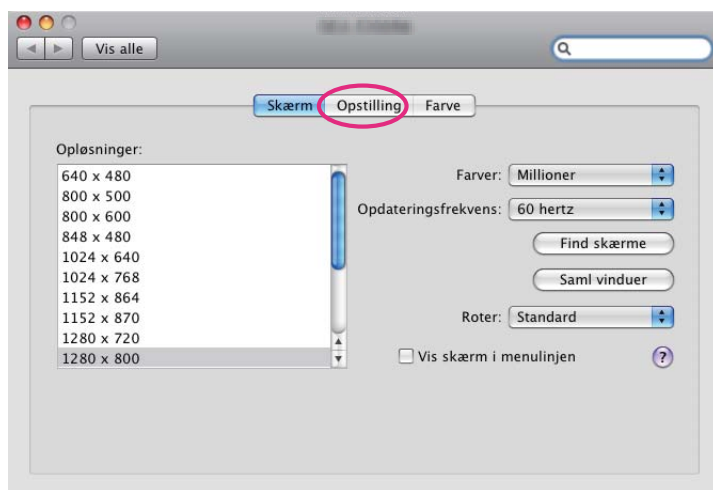 Vis alle
Skærm Opstilling Farve
Opløsninger:
640 x 480
800 x 500
800 x 600
848 x 480
1024 x 640
1024 x 768
1152 x 864
1152 x 870
1280 x 720
1280 x 800
Farver: Millioner
Opdateringsfrekvens: 60 hertz
Find skærme
Saml vinduer
Roter: Standard
Vis skærm i menulinjen ?